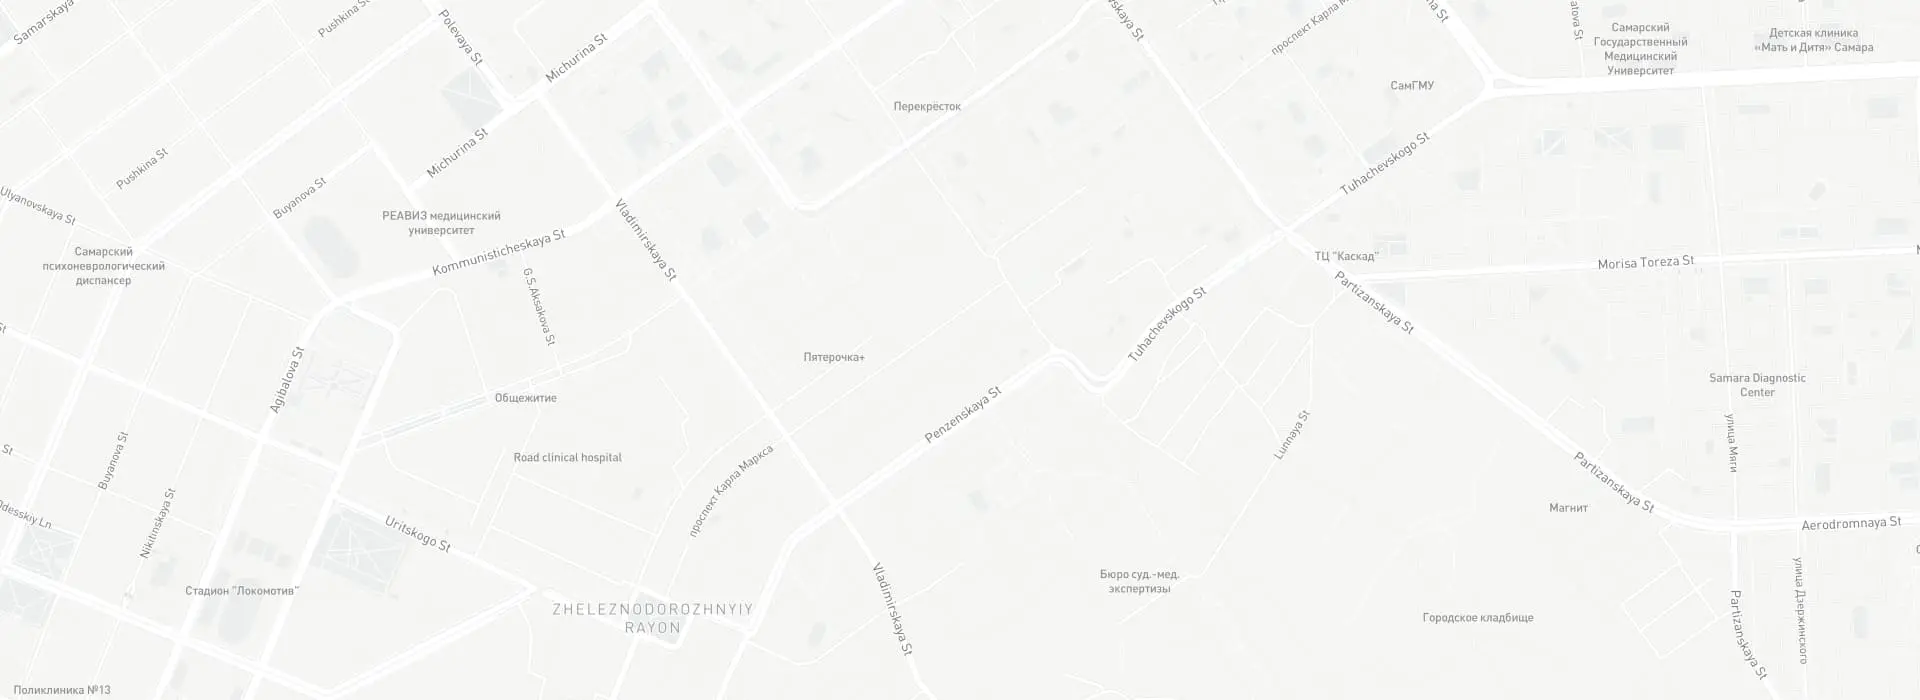 Samarskaya
Pushkina St
Polevaya St
Michurina St
проспект Карла М
Самарский
Государственный
Медицинский
Университет
Детская клиника
«Мать и Дитя» Самара
СамГМУ
Перекрёсток
Michurina St
Pushkina St
Buyanova St
Ulyanovskaya St
Tuhachevskogo St
РЕАВИЗ медицинский
университет
Vladimirskaya St
Kommunisticheskaya St
Самарский
психоневрологический
диспансер
G.S.Aksakova St
ТЦ "Каскад"
Morisa Toreza St
Partizanskaya St
Tuhachevskogo St
Agibalova St
Пятерочка+
Общежитие
Samara Diagnostic
Center
Penzenskaya St
Lunnaya St
улица Мяги
Buyanova St
Road clinical hospital
проспект Карла Маркса
Partizanskaya St
Nikitinskaya St
Odesskiy Ln
Uritskogo St
Магнит
Aerodromnaya St
Стадион "Локомотив"
ZHELEZNODOROZHNYIY
RAYON
Vladimirskaya St
Бюро суд.-мед.
экспертизы
Городское кладбище
Partizanskaya St
улица Дзержинского
Поликлиника №13